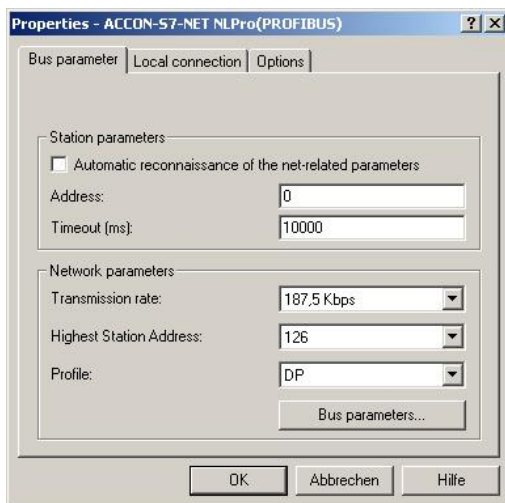 Properties - ACCON-S7-NET NLPro(PROFIBUS)
Bus parameter Local connection Options
Station parameters
Automatic reconnaissance of the net-related parameters
Address: 0
Timeout (ms): 10000
Network parameters
Transmission rate: 187,5 Kbps
Highest Station Address: 126
Profile: DP
Bus parameters...
OK Abbrechen Hilfe